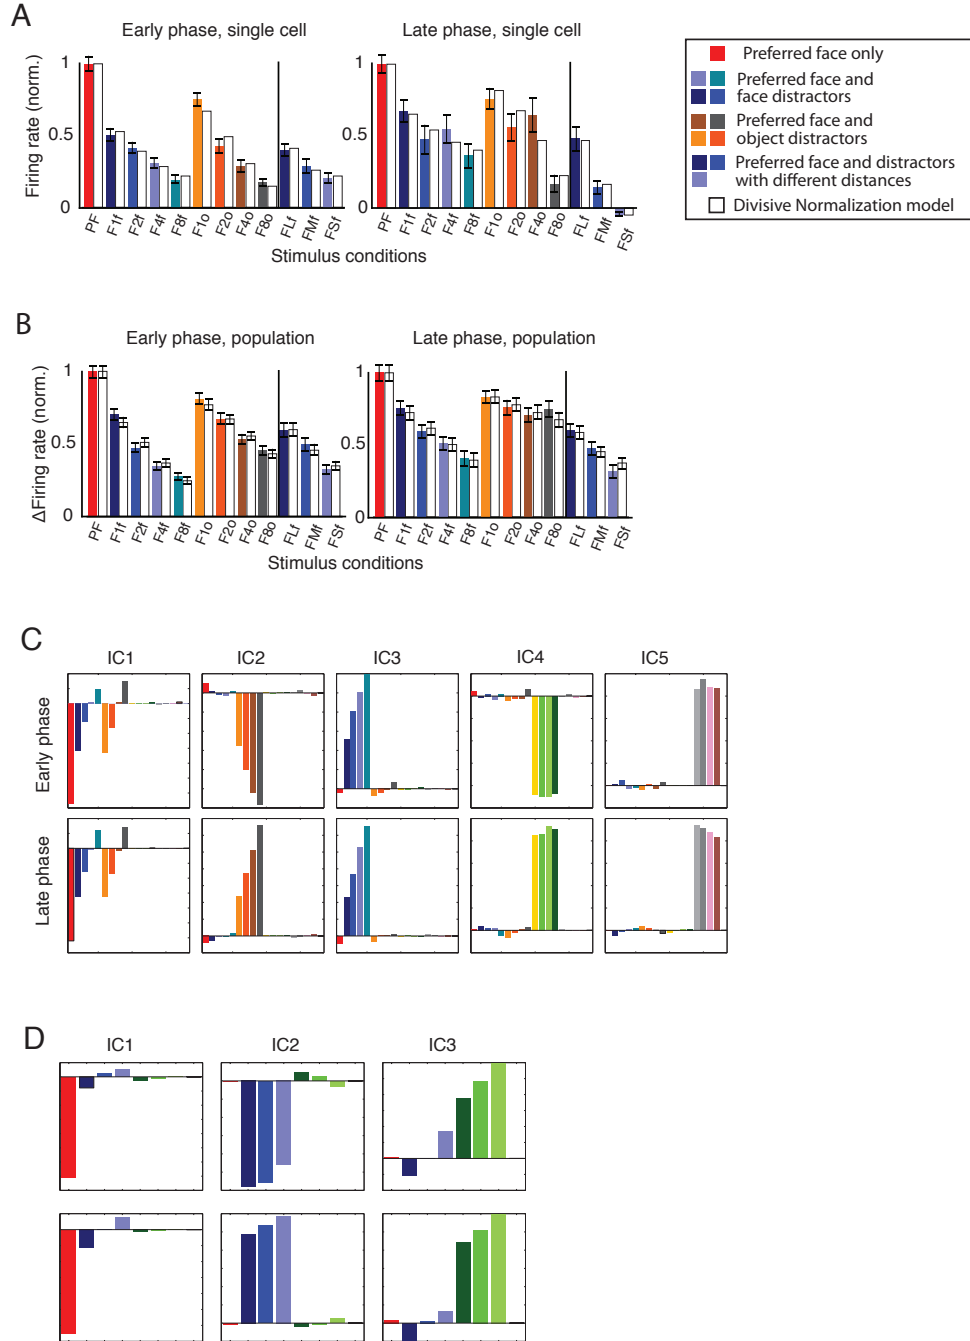 A
Early phase, single cell
Late phase, single cell
Firing rate (norm.)
1
0.5
0
1
0.5
0
PF F1f F2f F4f F8f F1o F2o F4o F8o FLf FMf FSf
PF F1f F2f F4f F8f F1o F2o F4o F8o FLf FMf FSf
Stimulus conditions
Preferred face only
Preferred face and
face distractors
Preferred face and
object distractors
Preferred face and distractors
with different distances
Divisive Normalization model
B
Early phase, population
Late phase, population
ΔFiring rate (norm.)
1
0.5
0
1
0.5
0
PF F1f F2f F4f F8f F1o F2o F4o F8o FLf FMf FSf
PF F1f F2f F4f F8f F1o F2o F4o F8o FLf FMf FSf
Stimulus conditions
C
IC1 IC2 IC3 IC4 IC5
Early phase
Late phase
D
IC1 IC2 IC3